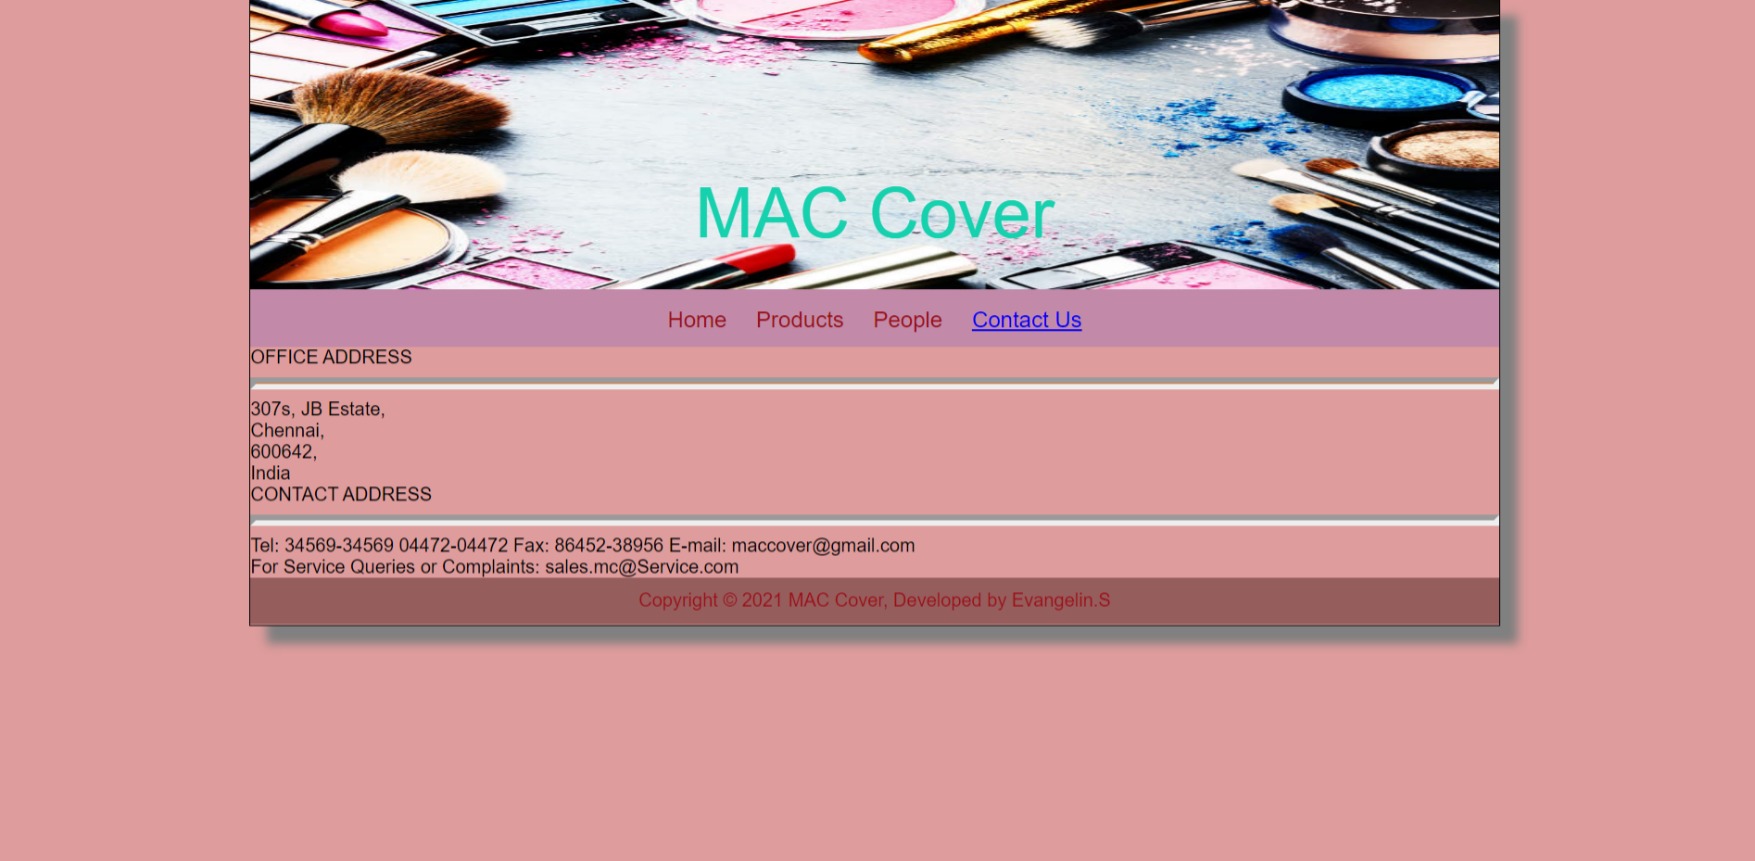 MAC Cover
Home Products People Contact Us
OFFICE ADDRESS
307s, JB Estate,
Chennai,
600642,
India
CONTACT ADDRESS
Tel: 34569-34569 04472-04472 Fax: 86452-38956 E-mail: maccover@gmail.com
For Service Queries or Complaints: sales.mc@Service.com
Copyright © 2021 MAC Cover, Developed by Evangelin.S